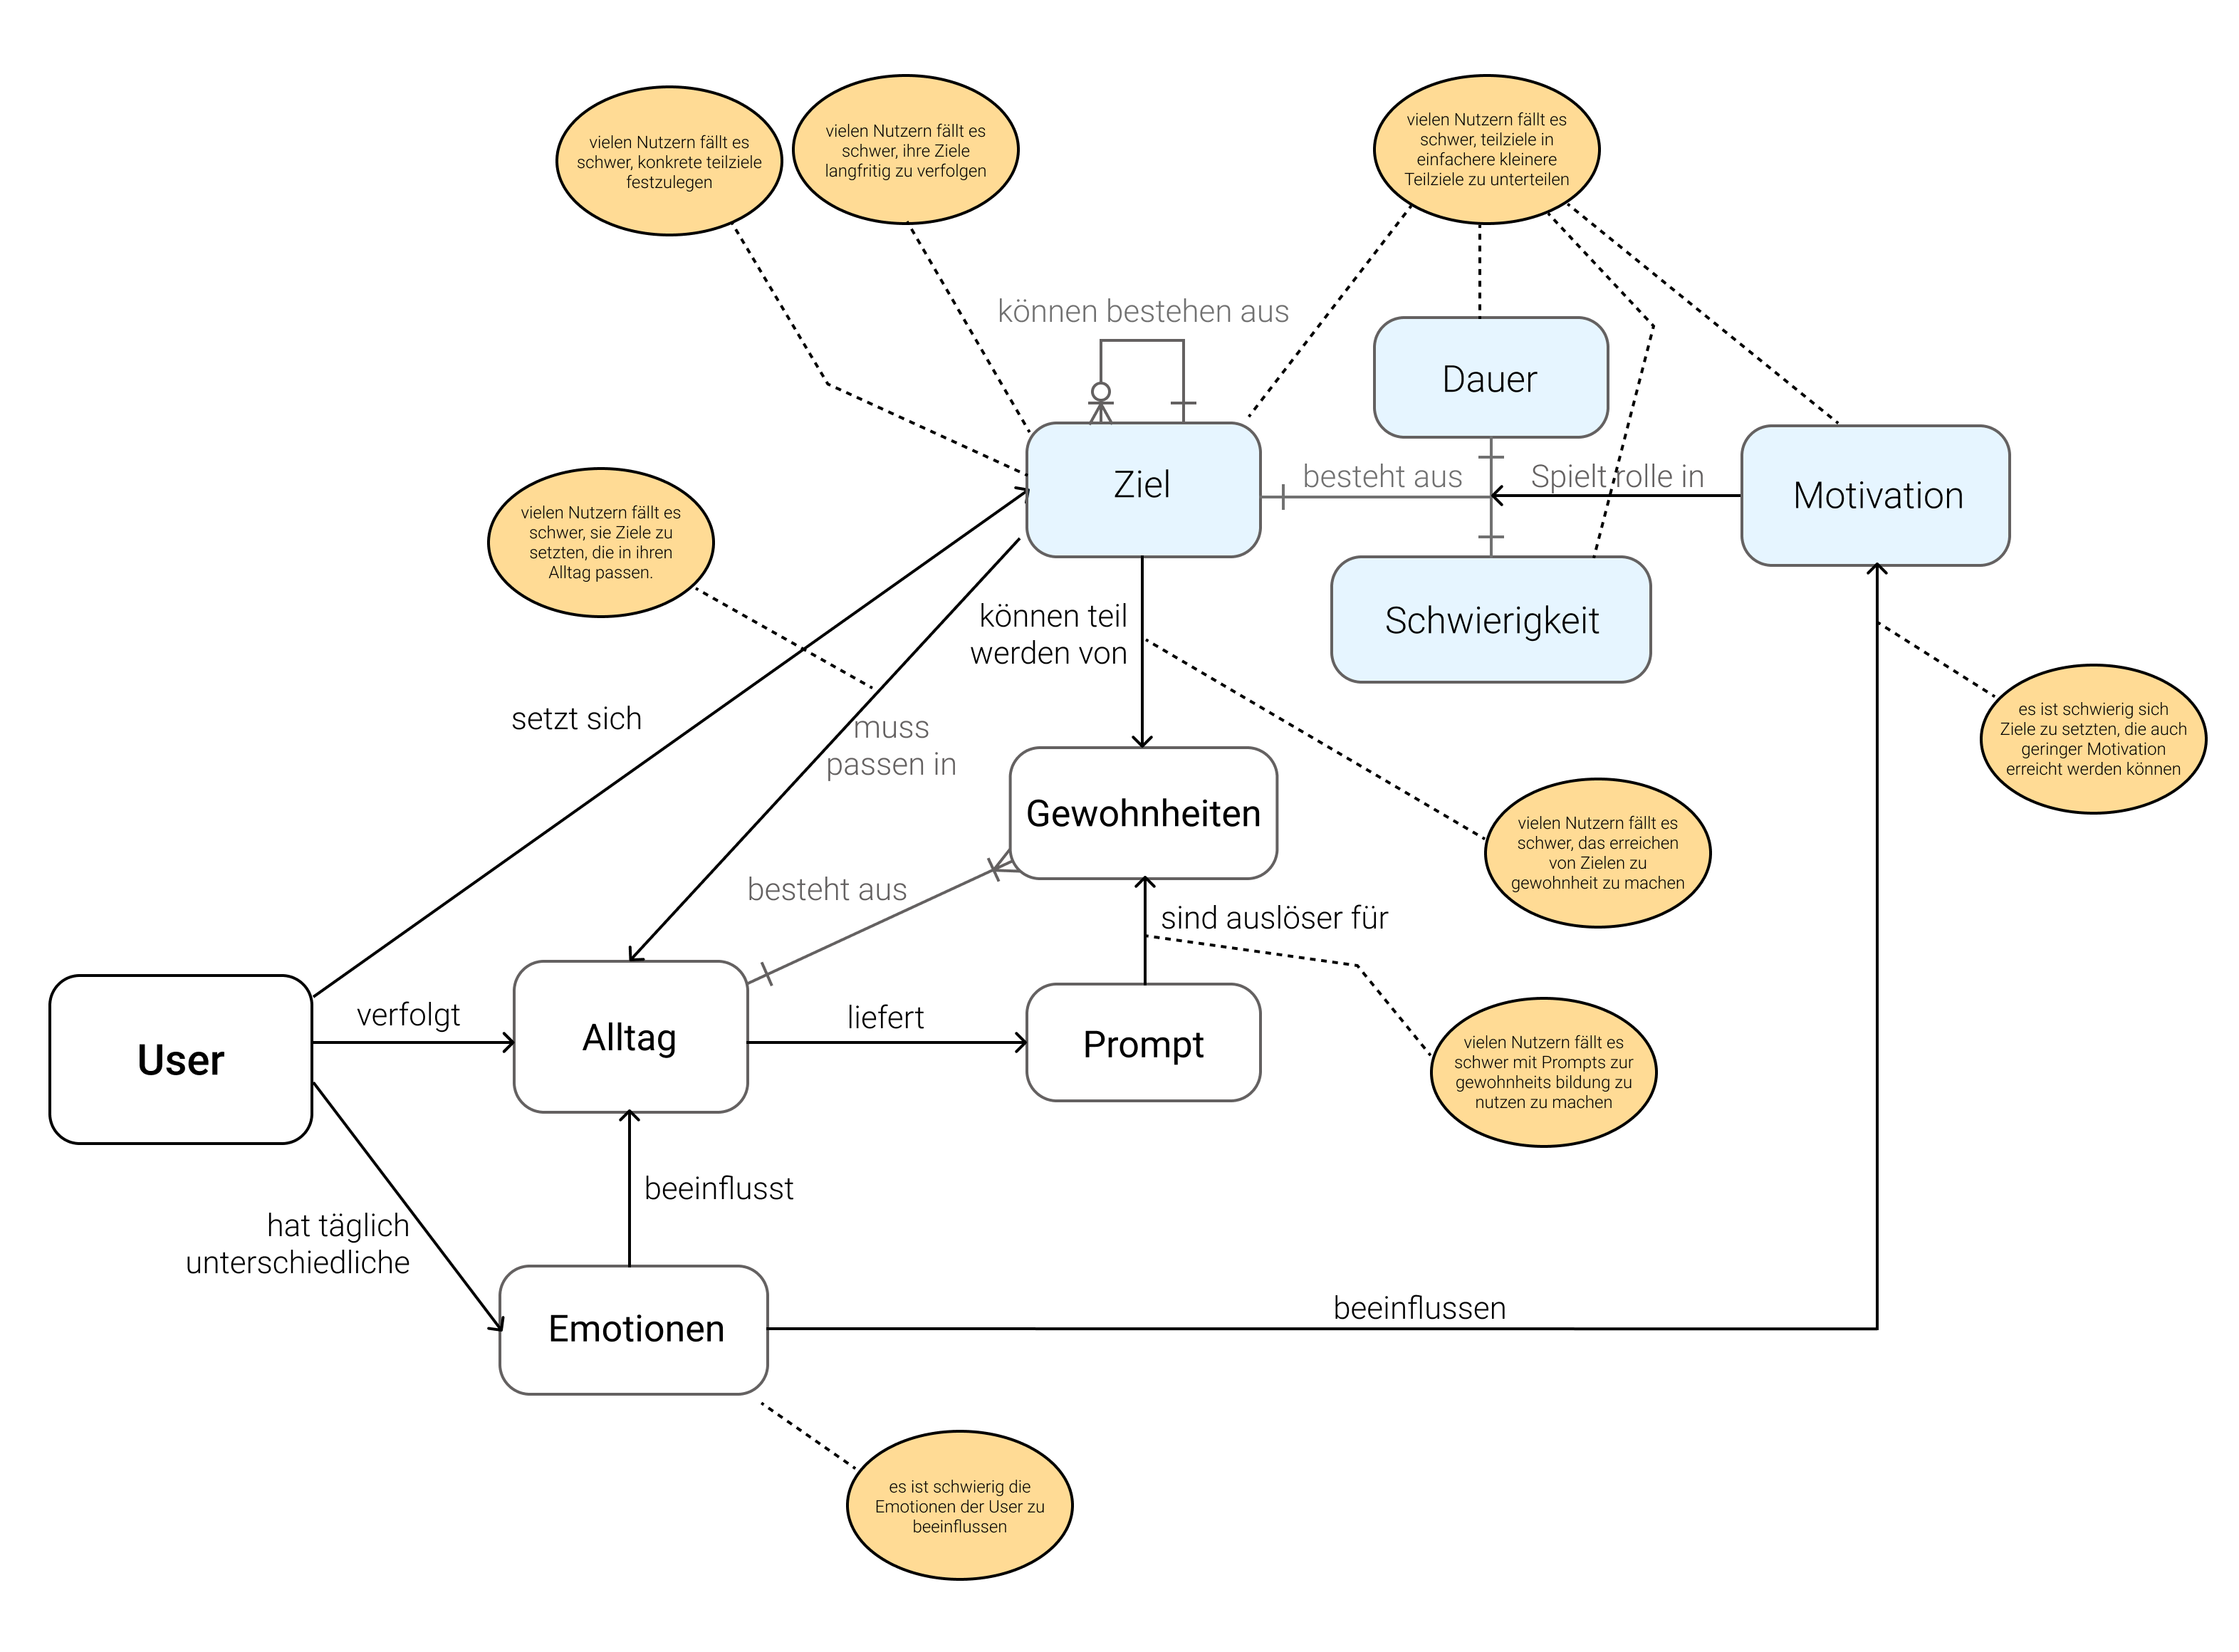 vielen Nutzern fällt es
schwer, konkrete teilziele
festzulegen
vielen Nutzern fällt es
schwer, ihre Ziele
langfritig zu verfolgen
vielen Nutzern fällt es
schwer, teilziele in
einfachere kleinere
Teilziele zu unterteilen
können bestehen aus
Dauer
Ziel
besteht aus
Spielt rolle in
Motivation
vielen Nutzern fällt es
schwer, sie Ziele zu
setzten, die in ihren
Alltag passen.
Schwierigkeit
können teil
werden von
setzt sich
muss
passen in
es ist schwierig sich
Ziele zu setzten, die auch
geringer Motivation
erreicht werden können
Gewohnheiten
vielen Nutzern fällt es
schwer, das erreichen
von Zielen zu
gewohnheit zu machen
besteht aus
sind auslöser für
User
verfolgt
Alltag
liefert
Prompt
vielen Nutzern fällt es
schwer mit Prompts zur
gewohnheits bildung zu
nutzen zu machen
beeinflusst
hat täglich
unterschiedliche
Emotionen
beeinflussen
es ist schwierig die
Emotionen der User zu
beeinflussen